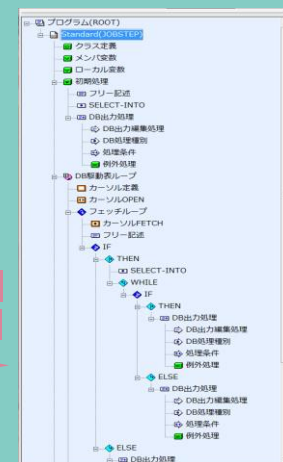 プログラム(ROOT)
Standard(JOBSTEP)
クラス定義
メンバ変数
ローカル変数
初期処理
フリー記述
SELECT-INTO
DB出力処理
DB出力編集処理
DB処理種別
処理条件
例外処理
DB駆動表ループ
カーソル定義
カーソルOPEN
フェッチループ
カーソルFETCH
フリー記述
IF
THEN
SELECT-INTO
WHILE
IF
THEN
DB出力処理
DB出力編集処理
DB処理種別
処理条件
例外処理
ELSE
DB出力処理
DB出力編集処理
DB処理種別
処理条件
例外処理
ELSE
DB出力処理